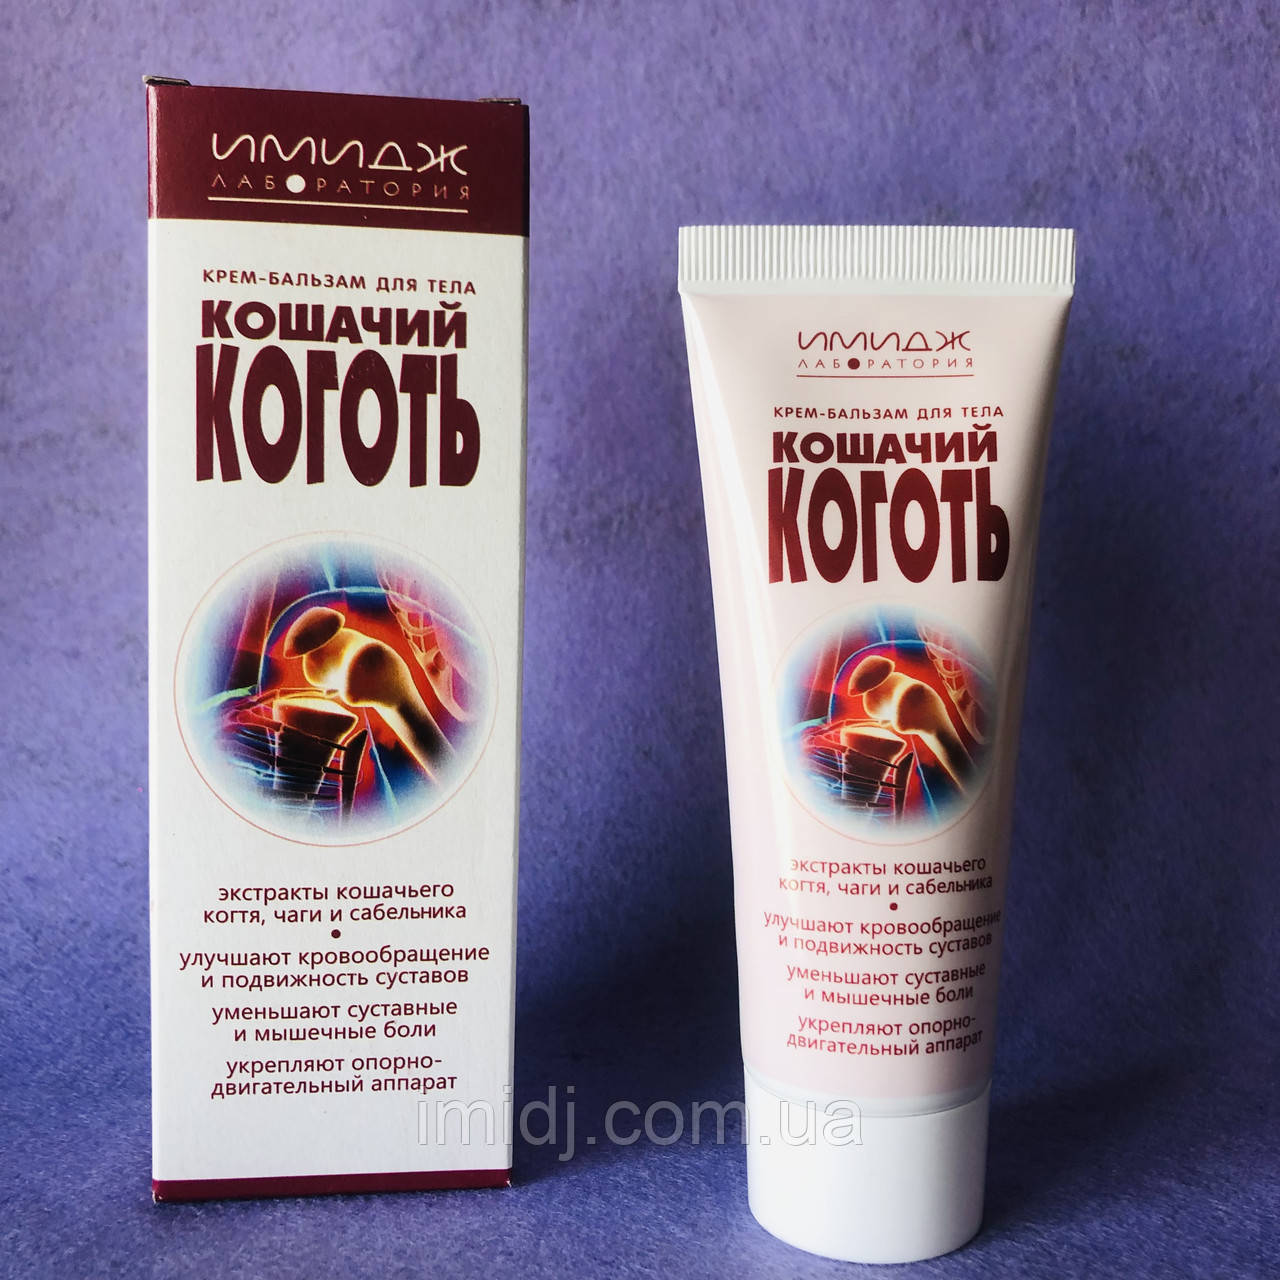 ИМИДЖ
ЛАБОРАТОРИЯ
КРЕМ-БАЛЬЗАМ ДЛЯ ТЕЛА
КОШАЧИЙ
КОГОТЬ
экстракты кошачьего
когтя, чаги и сабельника
•
улучшают кровообращение
и подвижность суставов
уменьшают суставные
и мышечные боли
укрепляют опорно-
двигательный аппарат
ИМИДЖ
ЛАБОРАТОРИЯ
КРЕМ-БАЛЬЗАМ ДЛЯ ТЕЛА
КОШАЧИЙ
КОГОТЬ
экстракты кошачьего
когтя, чаги и сабельника
•
улучшают кровообращение
и подвижность суставов
уменьшают суставные
и мышечные боли
укрепляют опорно-
двигательный аппарат
imidj.com.ua